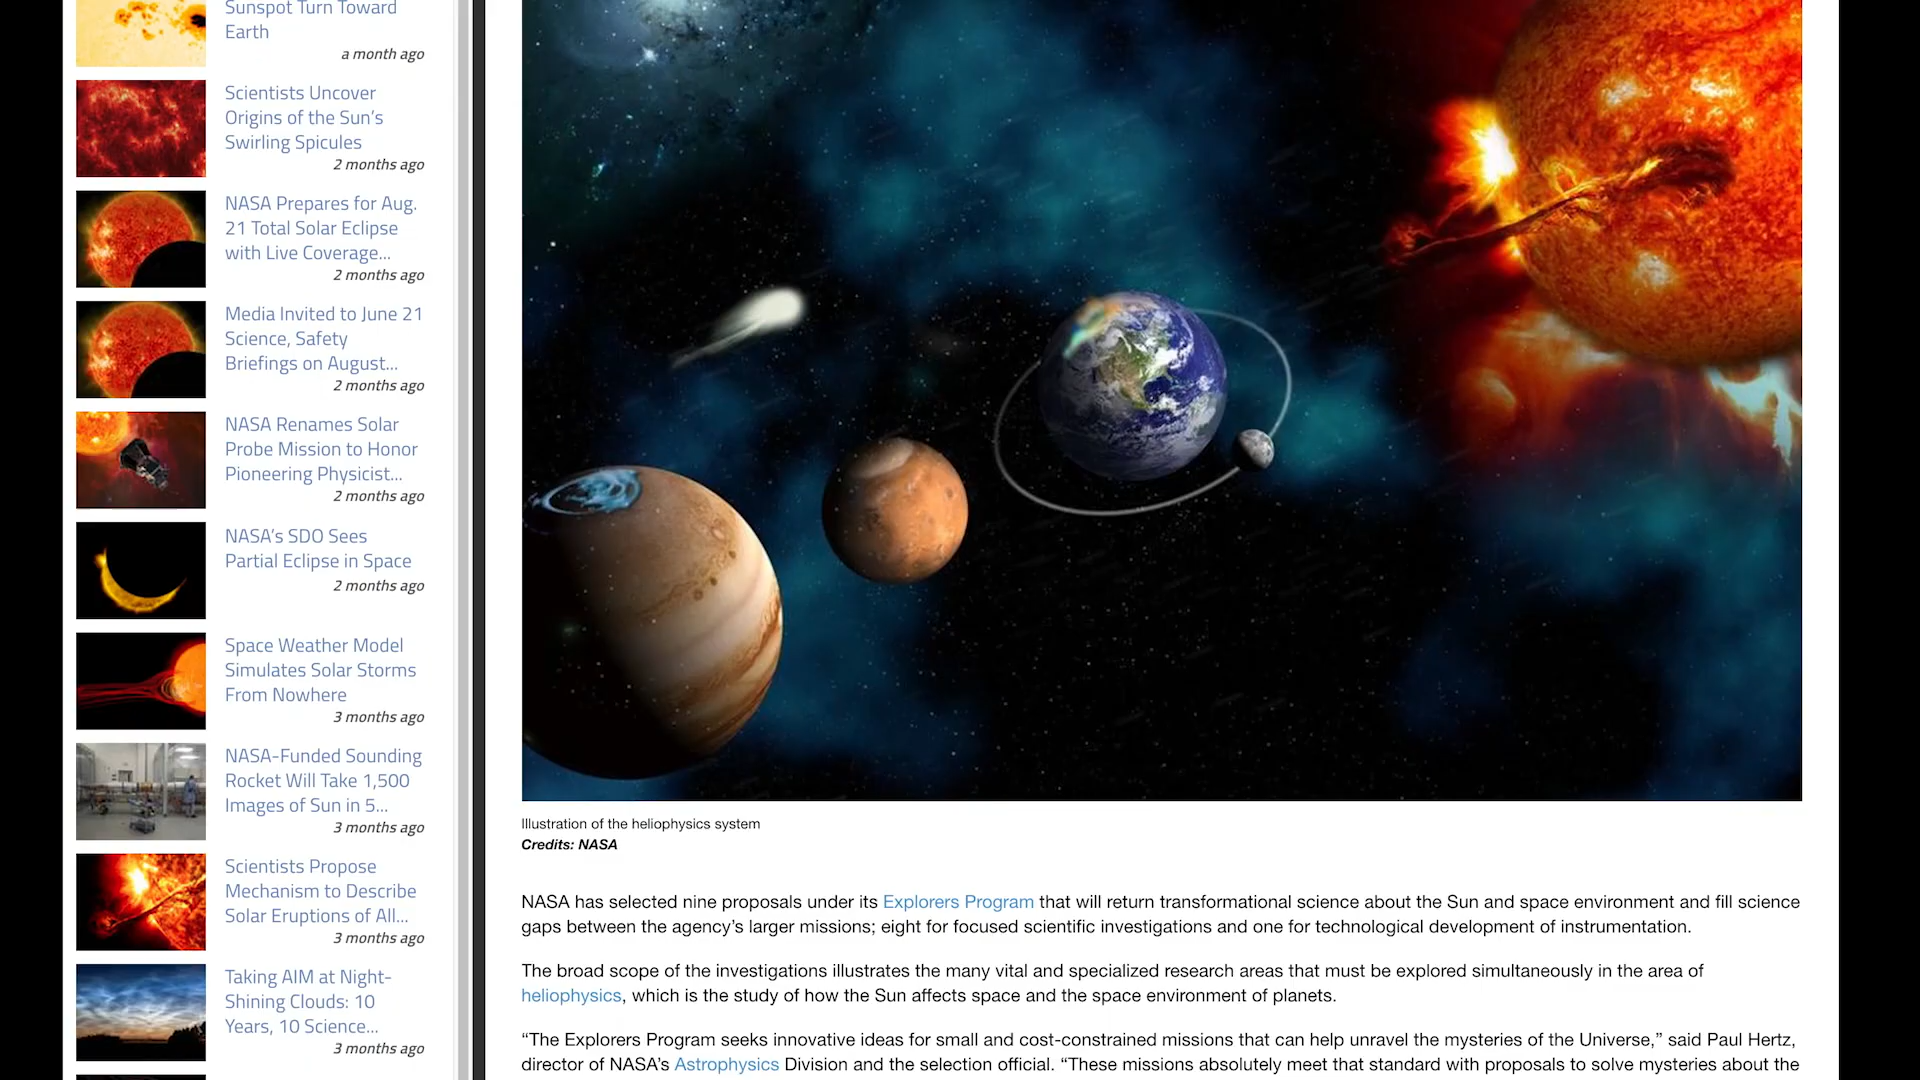 Sunspot Turn Toward
Earth
a month ago
Scientists Uncover
Origins of the Sun’s
Swirling Spicules
2 months ago
NASA Prepares for Aug.
21 Total Solar Eclipse
with Live Coverage...
2 months ago
Media Invited to June 21
Science, Safety
Briefings on August...
2 months ago
NASA Renames Solar
Probe Mission to Honor
Pioneering Physicist...
2 months ago
NASA’s SDO Sees
Partial Eclipse in Space
2 months ago
Space Weather Model
Simulates Solar Storms
From Nowhere
3 months ago
NASA-Funded Sounding
Rocket Will Take 1,500
Images of Sun in 5...
3 months ago
Scientists Propose
Mechanism to Describe
Solar Eruptions of All...
3 months ago
Taking AIM at Night-
Shining Clouds: 10
Years, 10 Science...
3 months ago
Illustration of the heliophysics system
Credits: NASA
NASA has selected nine proposals under its Explorers Program that will return transformational science about the Sun and space environment and fill science
gaps between the agency’s larger missions; eight for focused scientific investigations and one for technological development of instrumentation.
The broad scope of the investigations illustrates the many vital and specialized research areas that must be explored simultaneously in the area of
heliophysics, which is the study of how the Sun affects space and the space environment of planets.
“The Explorers Program seeks innovative ideas for small and cost-constrained missions that can help unravel the mysteries of the Universe,” said Paul Hertz,
director of NASA’s Astrophysics Division and the selection official. “These missions absolutely meet that standard with proposals to solve mysteries about the